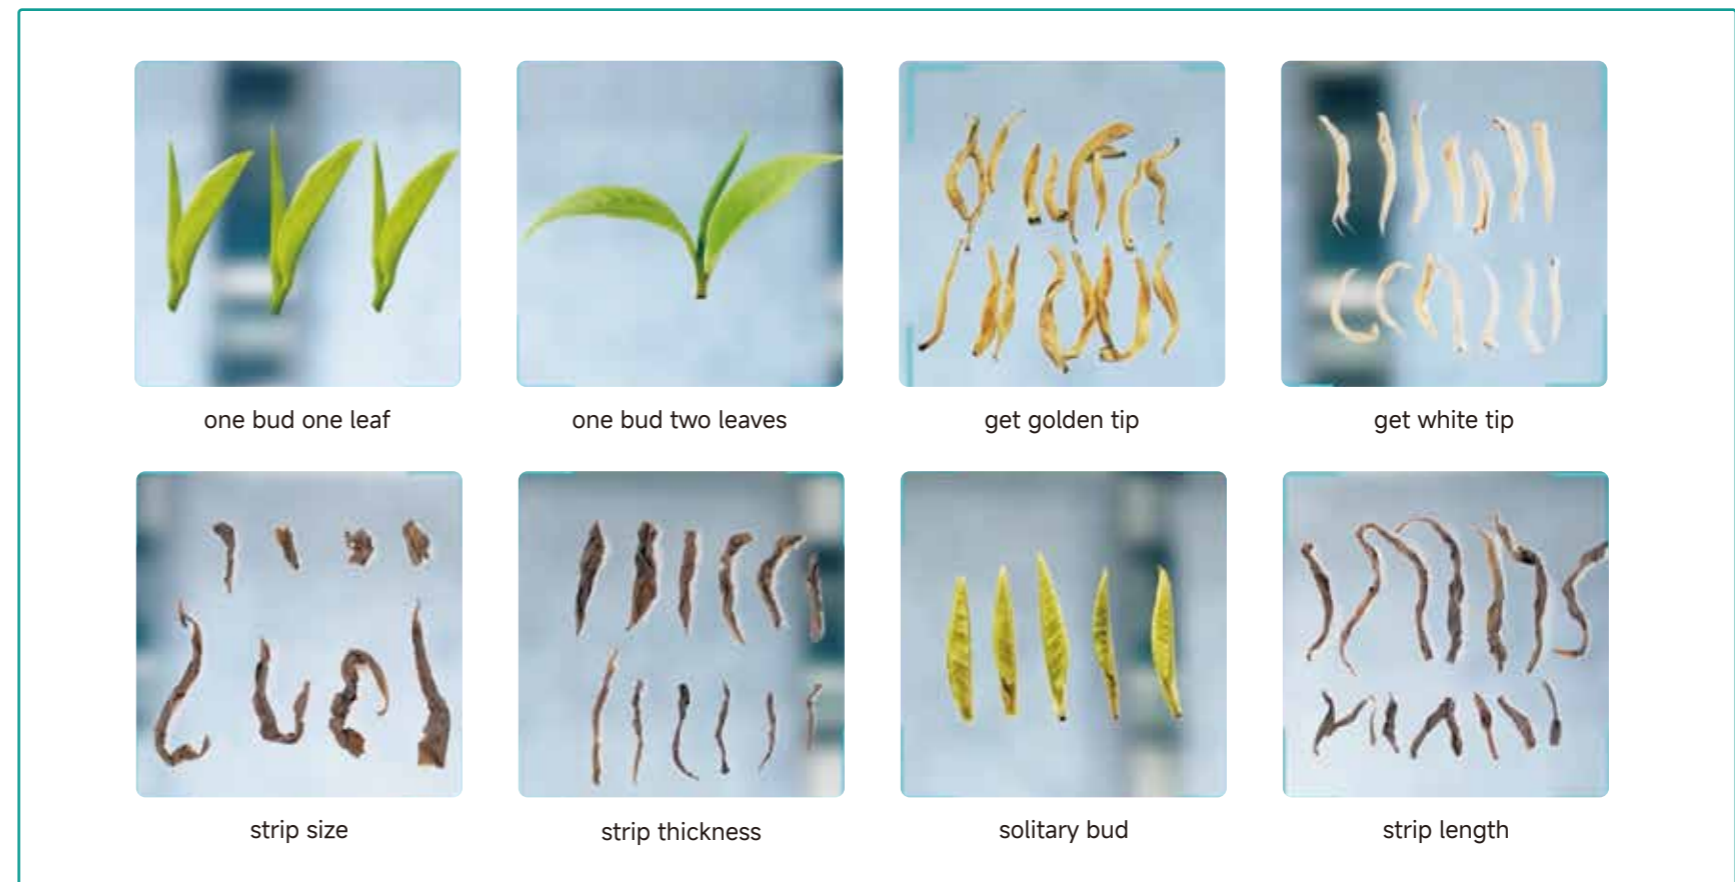 one bud one leaf
one bud two leaves
get golden tip
get white tip
strip size
strip thickness
solitary bud
strip length